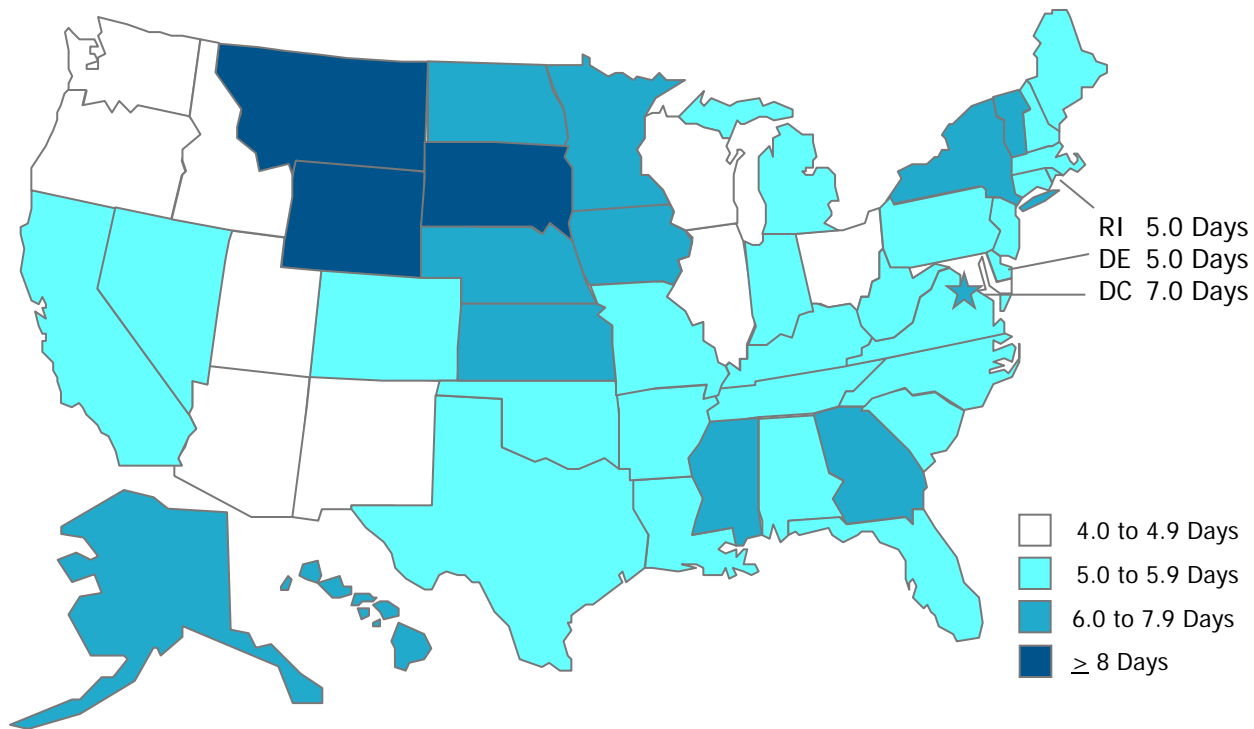 RI 5.0 Days
DE 5.0 Days
DC 7.0 Days
4.0 to 4.9 Days
5.0 to 5.9 Days
6.0 to 7.9 Days
≥ 8 Days